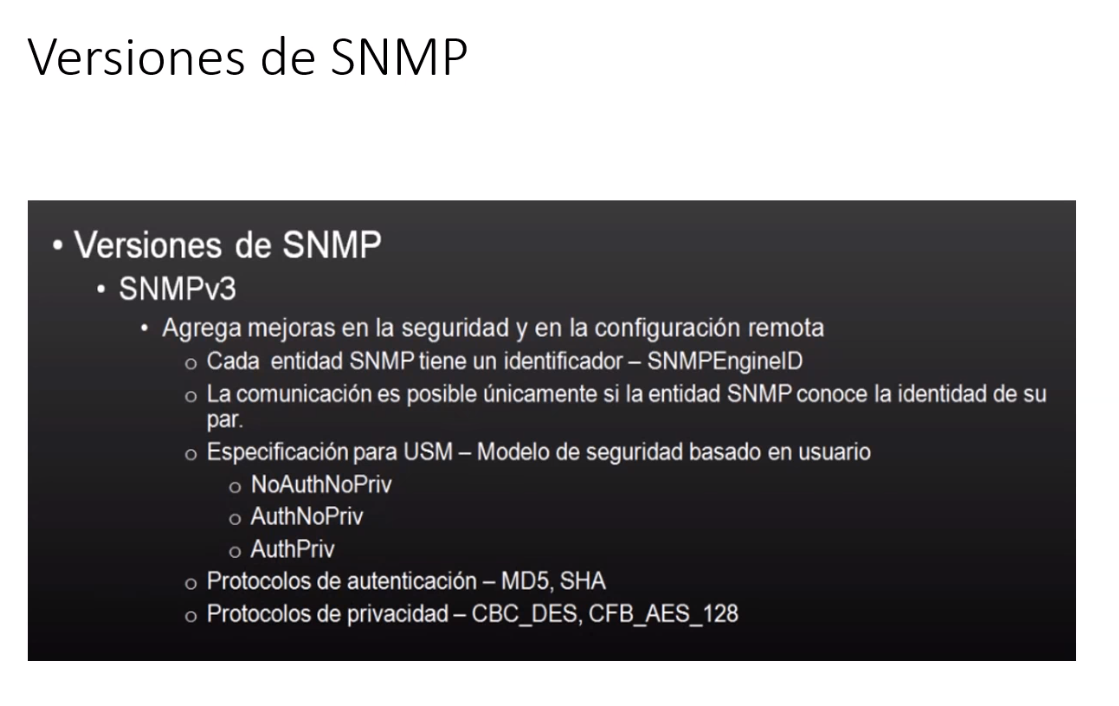 Versiones de SNMP
• Versiones de SNMP
• SNMPv3
• Agrega mejoras en la seguridad y en la configuración remota
o Cada entidad SNMP tiene un identificador – SNMPEngineID
o La comunicación es posible únicamente si la entidad SNMP conoce la identidad de su
par.
o Especificación para USM – Modelo de seguridad basado en usuario
o NoAuthNoPriv
o AuthNoPriv
o AuthPriv
o Protocolos de autenticación – MD5, SHA
o Protocolos de privacidad – CBC_DES, CFB_AES_128